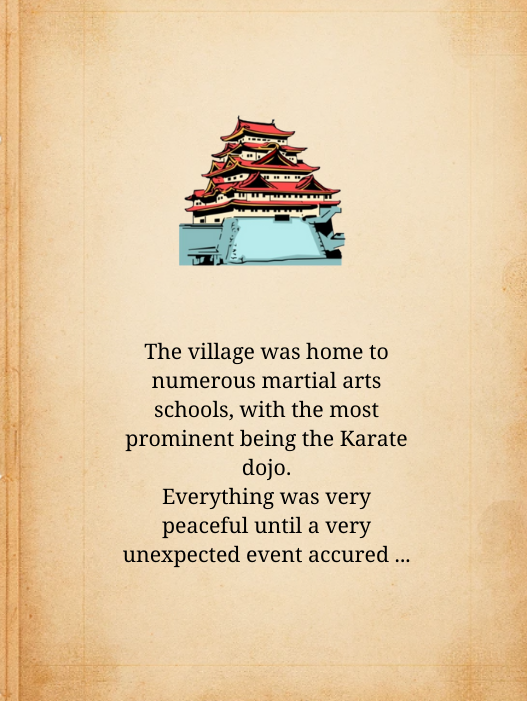 The village was home to
numerous martial arts
schools, with the most
prominent being the Karate
dojo.
Everything was very
peaceful until a very
unexpected event accured ...